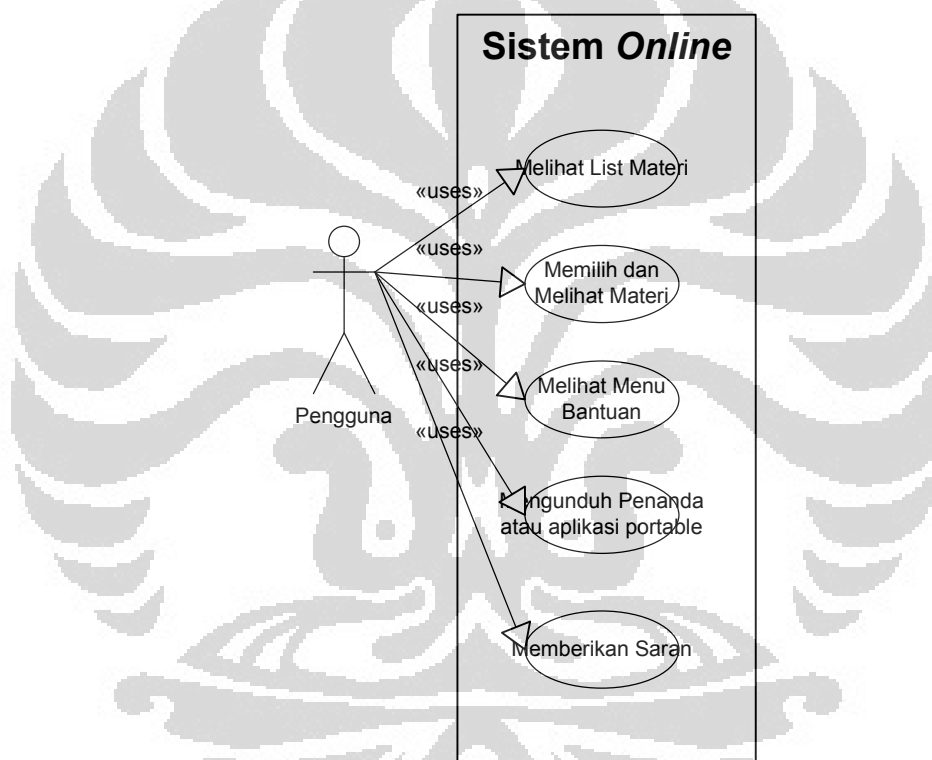 Sistem Online
Melihat List Materi
«uses»
«uses»
Memilih dan
Melihat Materi
«uses»
«uses»
Melihat Menu
Bantuan
Pengguna
«uses»
Mengunduh Penanda
atau aplikasi portable
Memberikan Saran